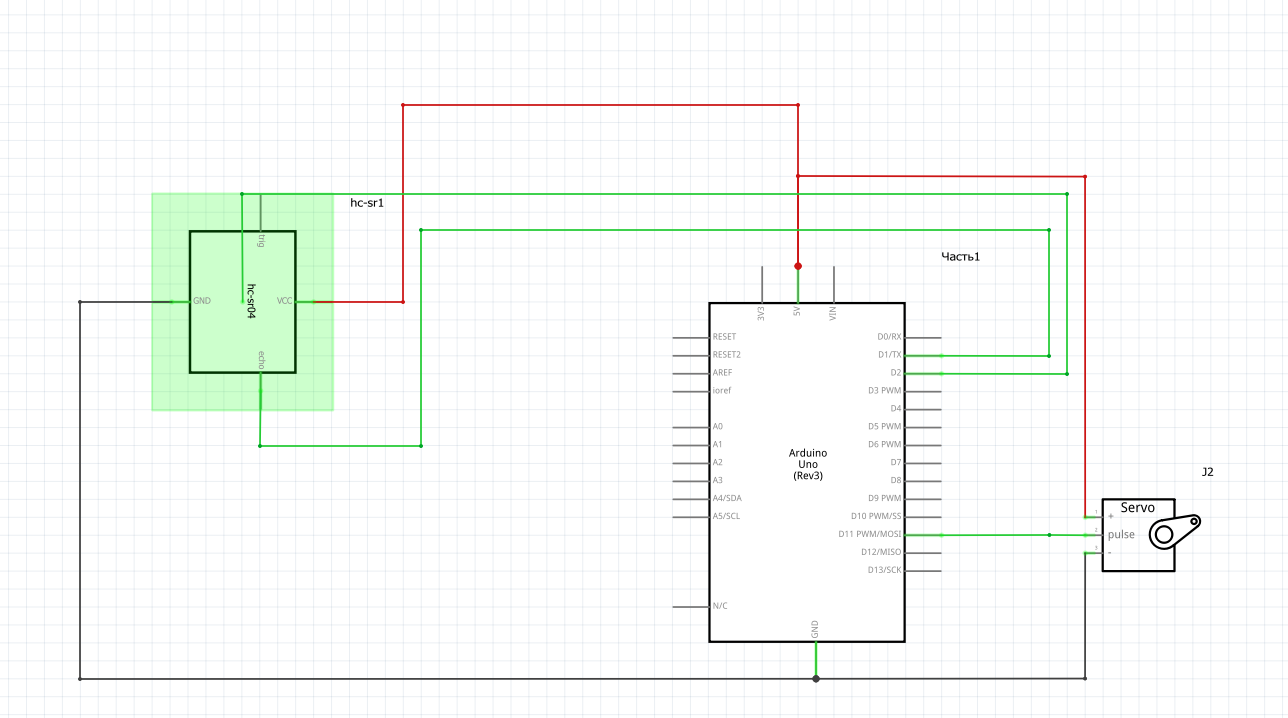 hc-sr1
trig
hc-sr04
GND
VCC
echo
Часть1
3V3
5V
VIN
RESET
RESET2
AREF
ioref
A0
A1
A2
A3
A4/SDA
A5/SCL
N/C
Arduino
Uno
(Rev3)
D0/RX
D1/TX
D2
D3 PWM
D4
D5 PWM
D6 PWM
D7
D8
D9 PWM
D10 PWM/SS
D11 PWM/MOSI
D12/MISO
D13/SCK
GND
J2
Servo
1
+
2
pulse
3
-